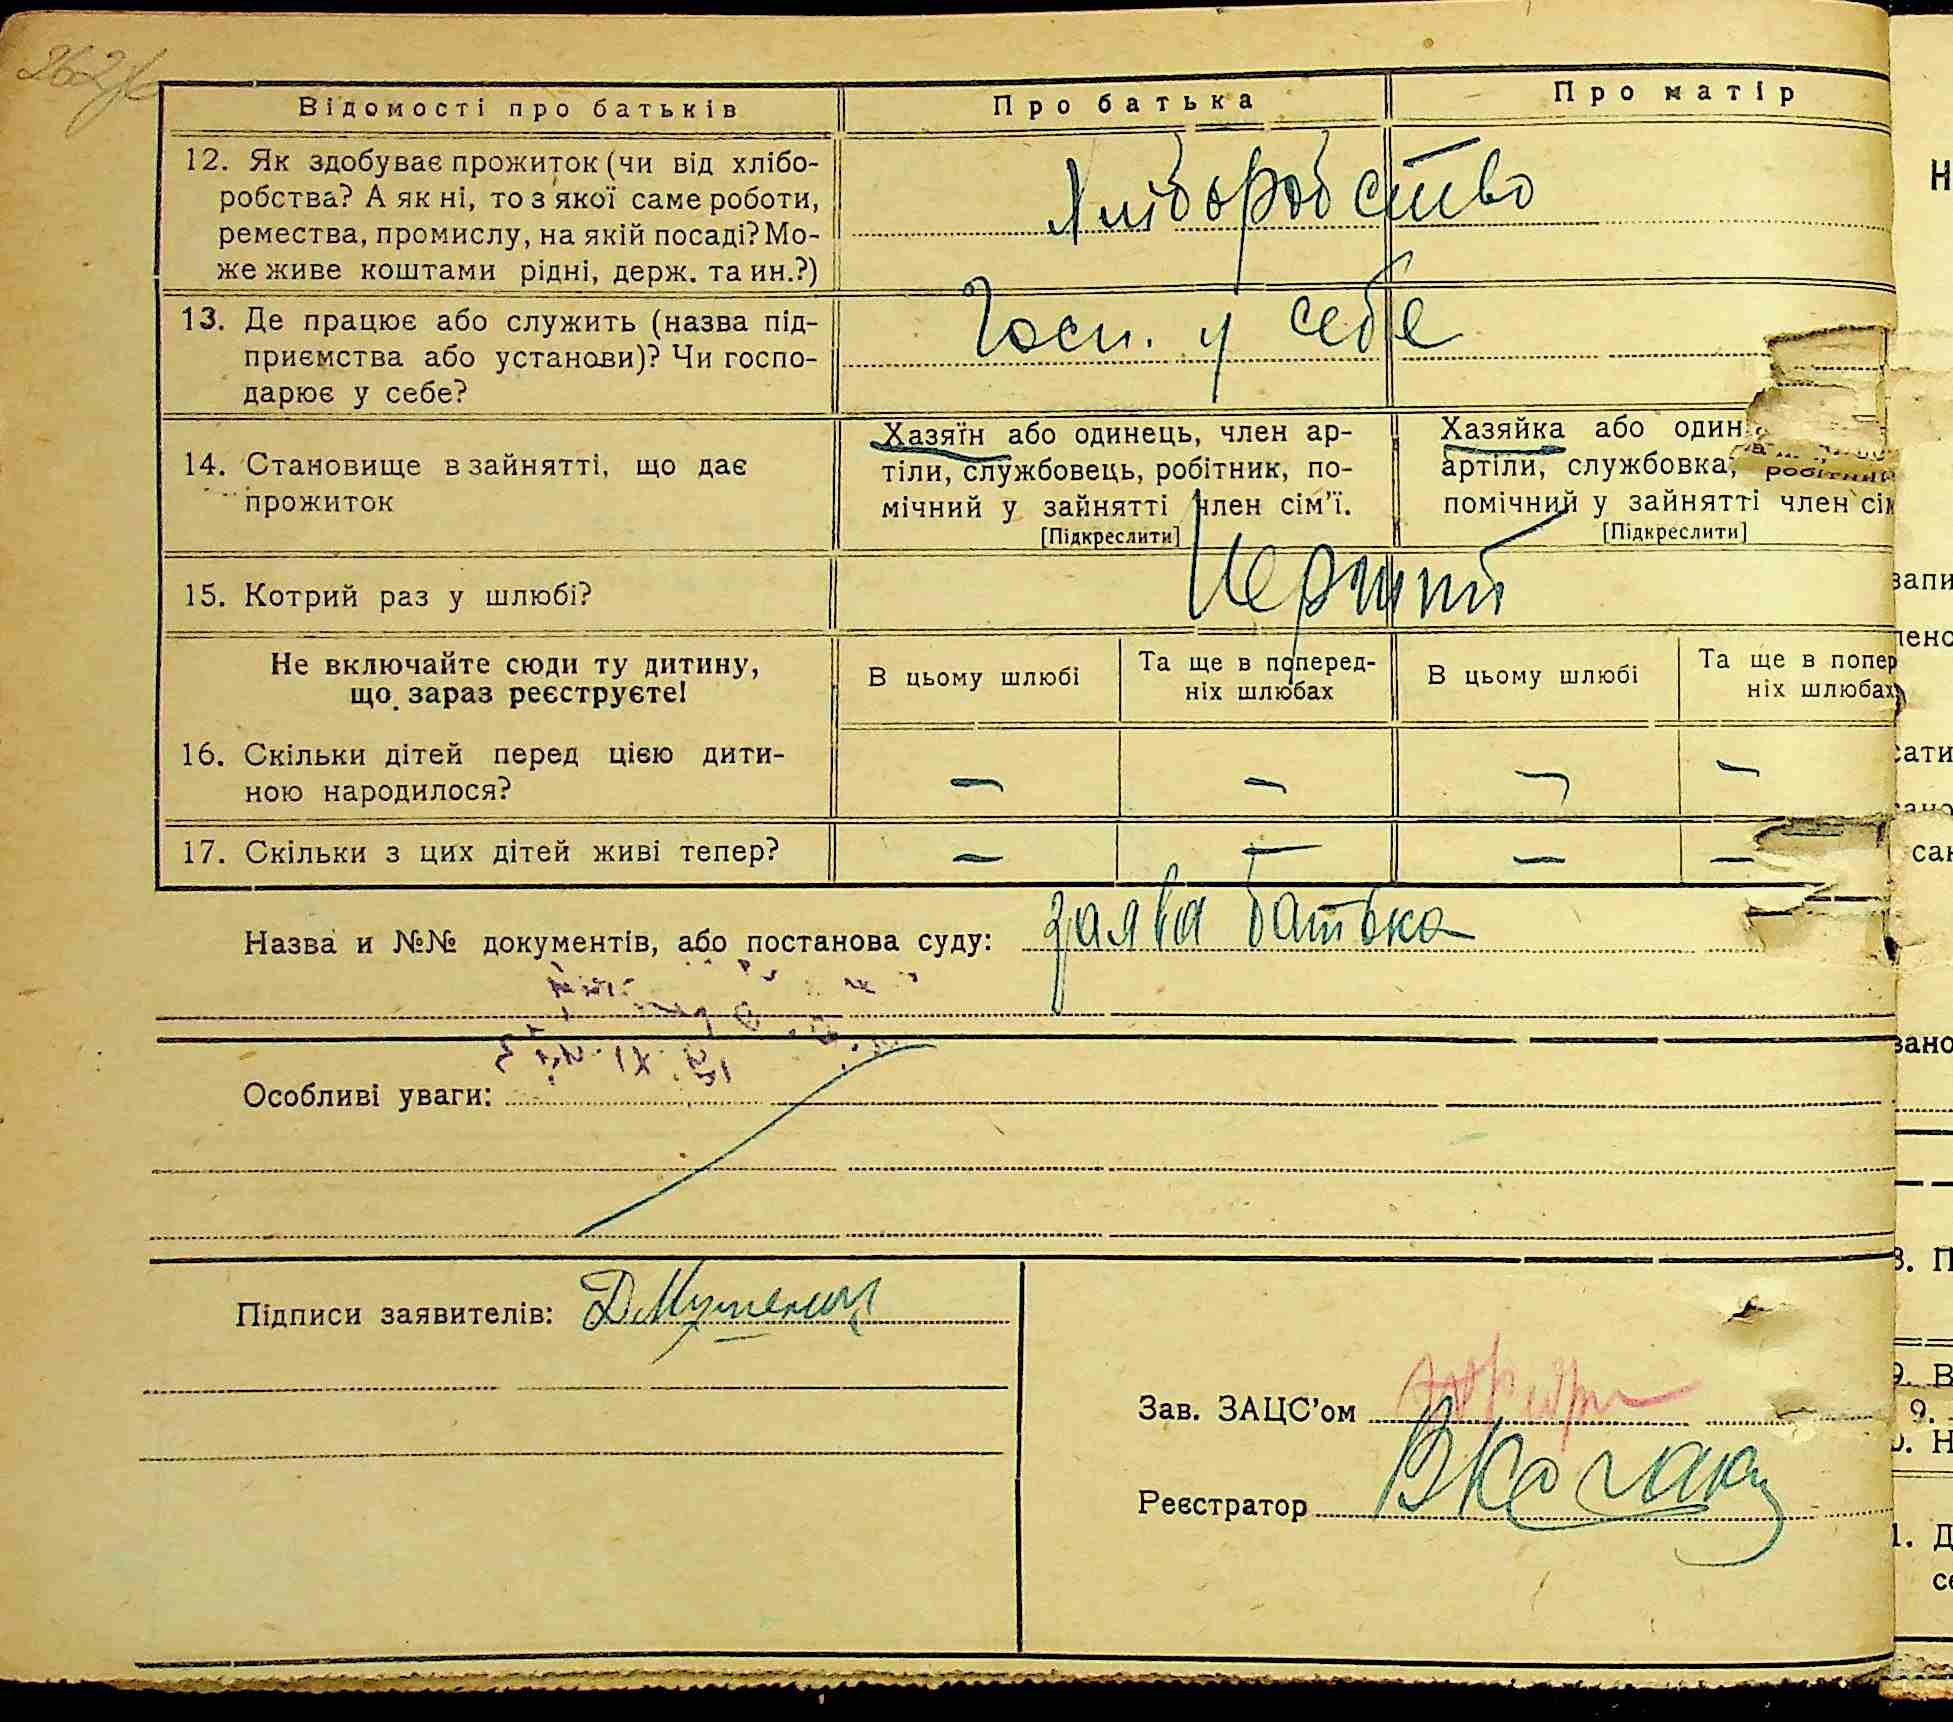 Відомості про батьків
Про батька
Про матір
12. Як здобуває прожиток (чи від хлібо-
робства? А як ні, то з якої саме роботи,
ремества, промислу, на якій посаді? Мо-
же живе коштами рідні, держ. та ин.?)
Хліборобство
13. Де працює або служить (назва під-
приємства або установи)? Чи госпо-
дарює у себе?
Госп. у себе
14. Становище в зайнятті, що дає
прожиток
Хазяїн або одинець, член ар-
тіли, службовець, робітник, по-
мічний у зайнятті член сім'ї.
[Підкреслити]
Хазяйка або один
артіли, службовка, робітни
помічний у зайнятті член сім
[Підкреслити]
15. Котрий раз у шлюбі?
Перший
Не включайте сюди ту дитину,
що зараз реєструєте!
В цьому шлюбі
Та ще в поперед-
ніх шлюбах
В цьому шлюбі
Та ще в попер
ніх шлюбах
16. Скільки дітей перед цією дити-
ною народилося?
— — — —
17. Скільки з цих дітей живі тепер?
— — — —
Назва и №№ документів, або постанова суду: заява батька
Особливі уваги:
Підписи заявителів:
Зав. ЗАЦС'ом
Реєстратор